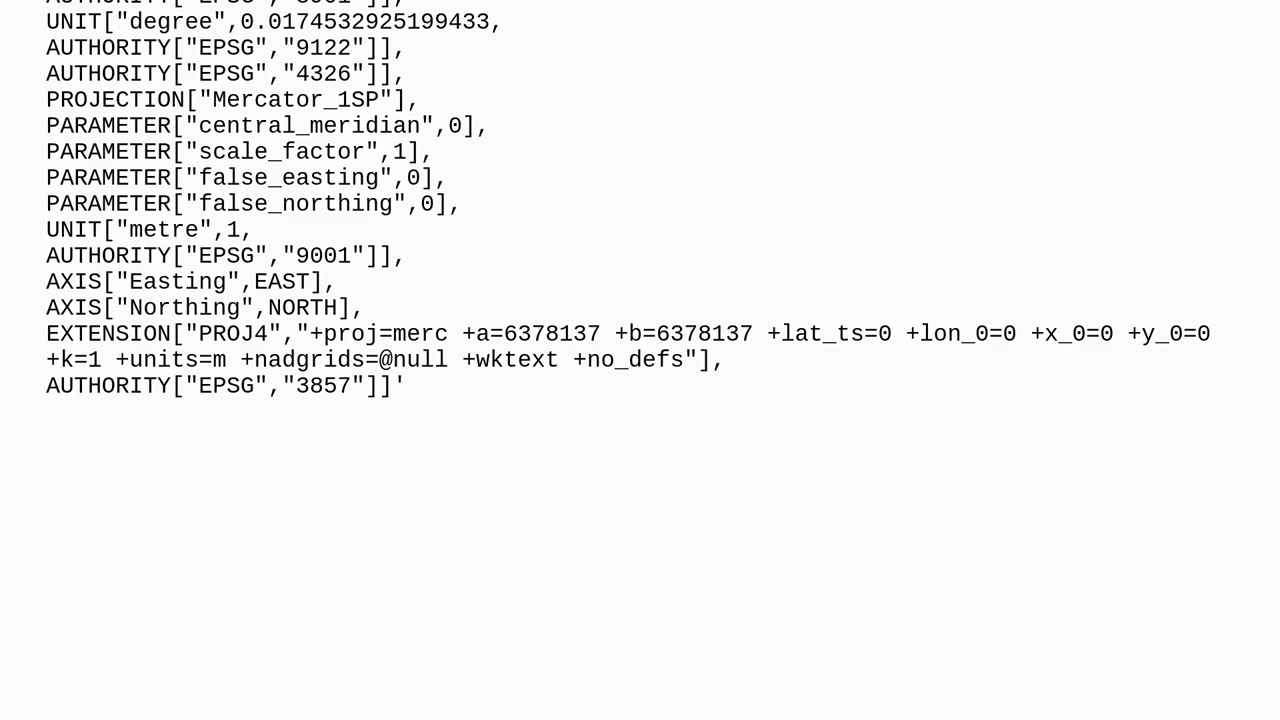 UNIT["degree",0.0174532925199433,
AUTHORITY["EPSG","9122"]],
AUTHORITY["EPSG","4326"]],
PROJECTION["Mercator_1SP"],
PARAMETER["central_meridian",0],
PARAMETER["scale_factor",1],
PARAMETER["false_easting",0],
PARAMETER["false_northing",0],
UNIT["metre",1,
AUTHORITY["EPSG","9001"]],
AXIS["Easting",EAST],
AXIS["Northing",NORTH],
EXTENSION["PROJ4","+proj=merc +a=6378137 +b=6378137 +lat_ts=0 +lon_0=0 +x_0=0 +y_0=0
+k=1 +units=m +nadgrids=@null +wktext +no_defs"],
AUTHORITY["EPSG","3857"]]'